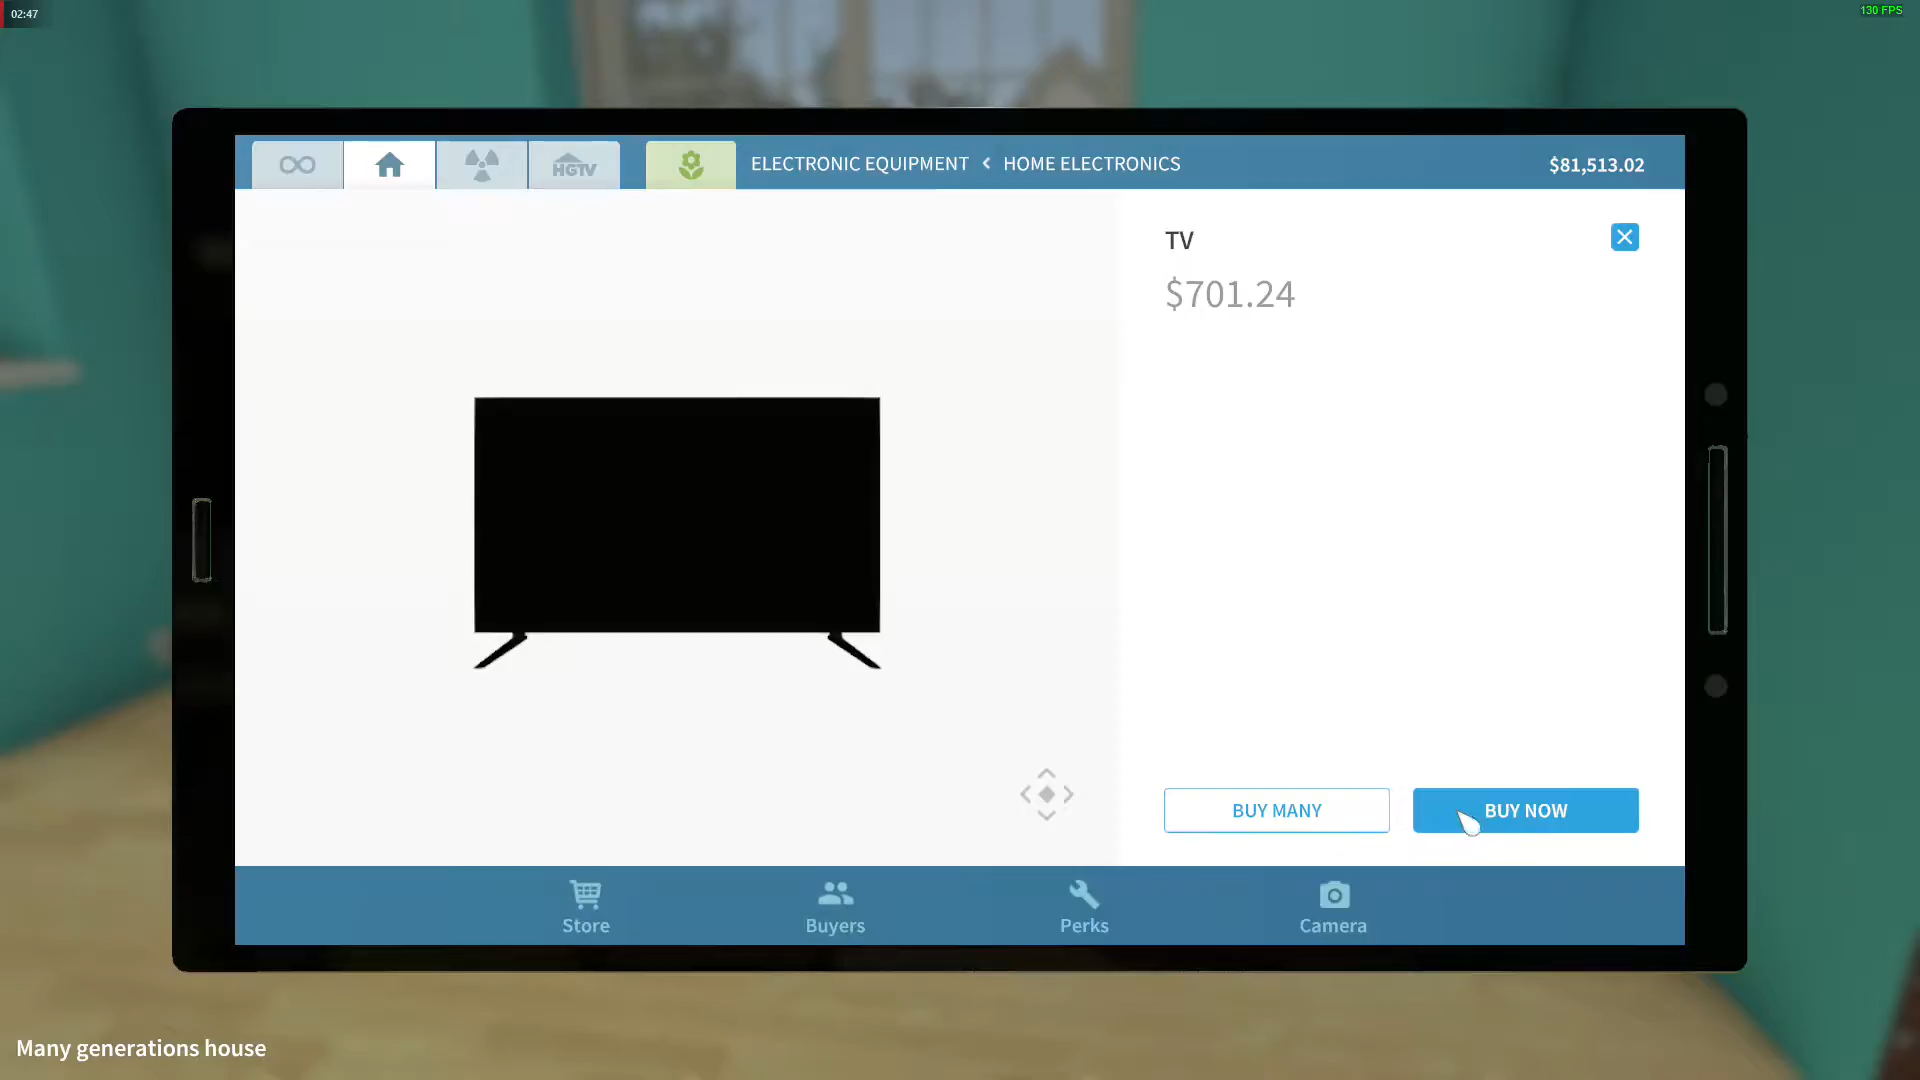 02:47
130 FPS
HGTV
ELECTRONIC EQUIPMENT < HOME ELECTRONICS
$81,513.02
TV
$701.24
BUY MANY
BUY NOW
Store
Buyers
Perks
Camera
Many generations house